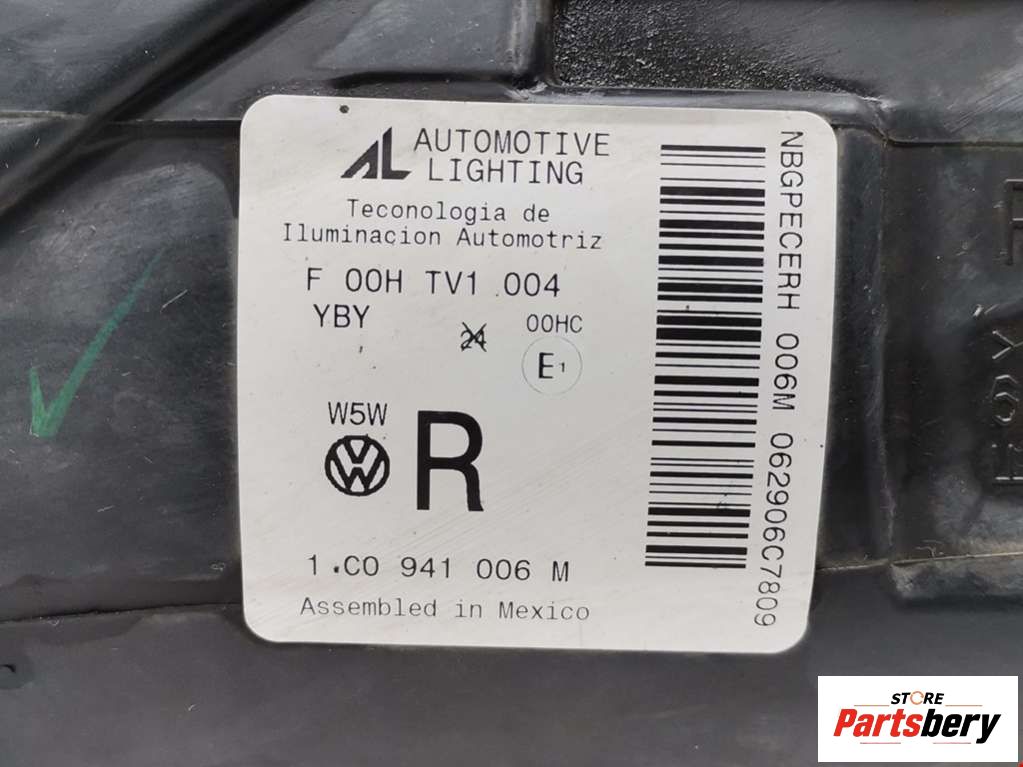 AL AUTOMOTIVE
LIGHTING
Teconologia de
Iluminacion Automotriz
F 00H TV1 004
YBY
24
00HC
E1
W5W
R
1.C0 941 006 M
Assembled in Mexico
NBGPECERH 006M 062906C7809
STORE
Partsbery